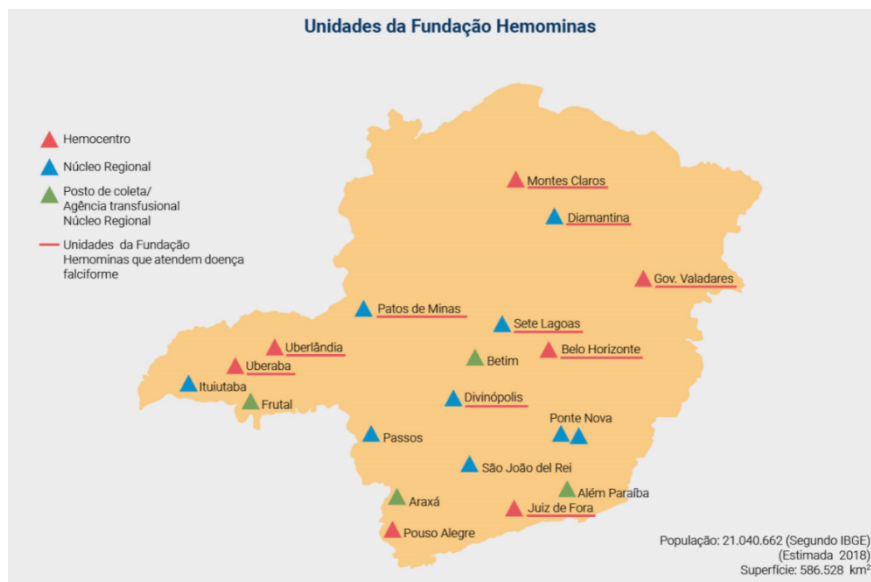 Unidades da Fundação Hemominas
Hemocentro
Núcleo Regional
Posto de coleta/
Agência transfusional
Núcleo Regional
Unidades da Fundação
Hemominas que atendem doença
falciforme
Montes Claros
Diamantina
Gov. Valadares
Patos de Minas
Sete Lagoas
Uberlândia
Belo Horizonte
Uberaba
Betim
Ituiutaba
Frutal
Divinópolis
Ponte Nova
Passos
São João del Rei
Araxá
Além Paraíba
Juiz de Fora
Pouso Alegre
População: 21.040.662 (Segundo IBGE)
(Estimada 2018)
Superfície: 586.528 km²